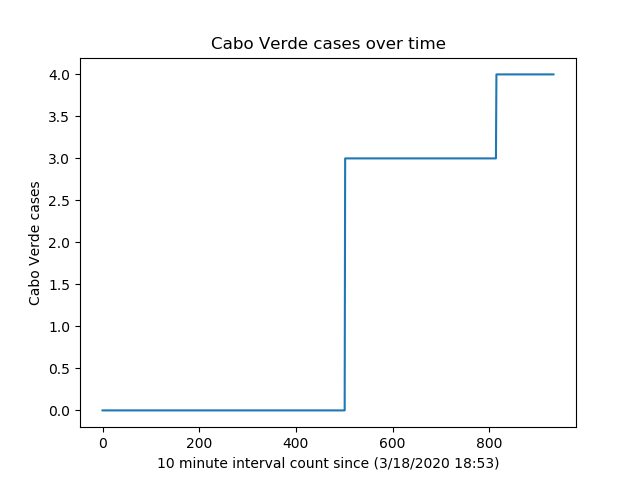 Cabo Verde cases over time
4.0
3.5
3.0
2.5
2.0
1.5
1.0
0.5
0.0
Cabo Verde cases
0 200 400 600 800
10 minute interval count since (3/18/2020 18:53)